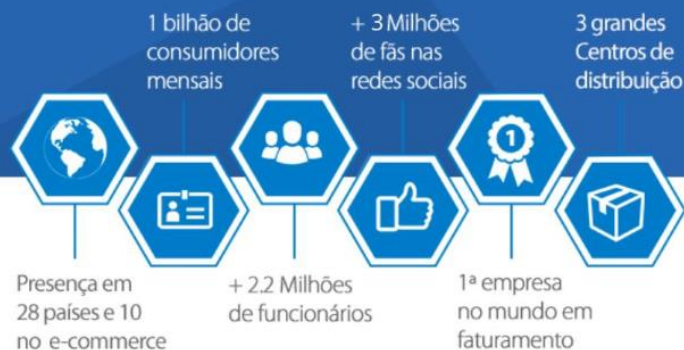 1 bilhão de
consumidores
mensais
+ 3 Milhões
de fãs nas
redes sociais
3 grandes
Centros de
distribuição
1
Presença em
28 países e 10
no e-commerce
+ 2.2 Milhões
de funcionários
1ª empresa
no mundo em
faturamento